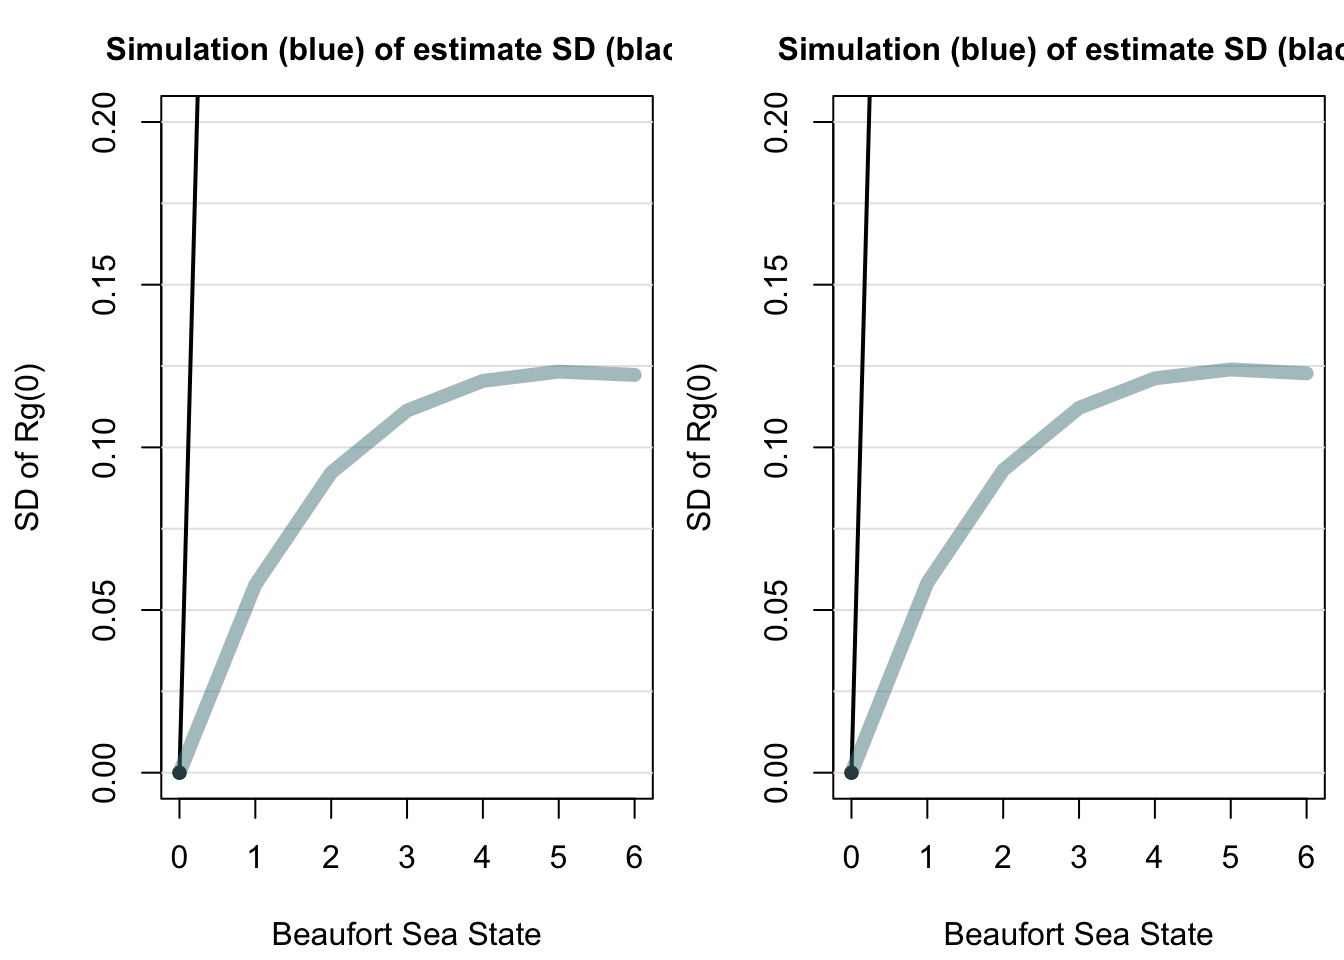 Simulation (blue) of estimate SD (blac
0.20
0.15
0.10
0.05
0.00
SD of Rg(0)
0 1 2 3 4 5 6
Beaufort Sea State
Simulation (blue) of estimate SD (blac
0.20
0.15
0.10
0.05
0.00
SD of Rg(0)
0 1 2 3 4 5 6
Beaufort Sea State